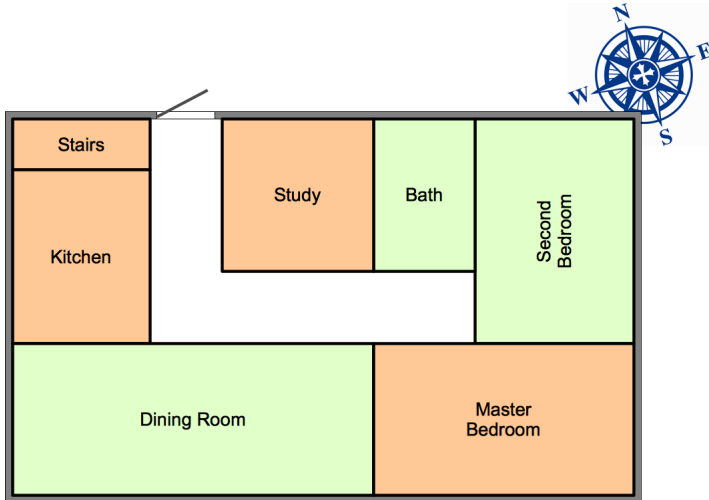 N
E
W
S
Stairs
Study
Bath
Second
Bedroom
Kitchen
Dining Room
Master
Bedroom